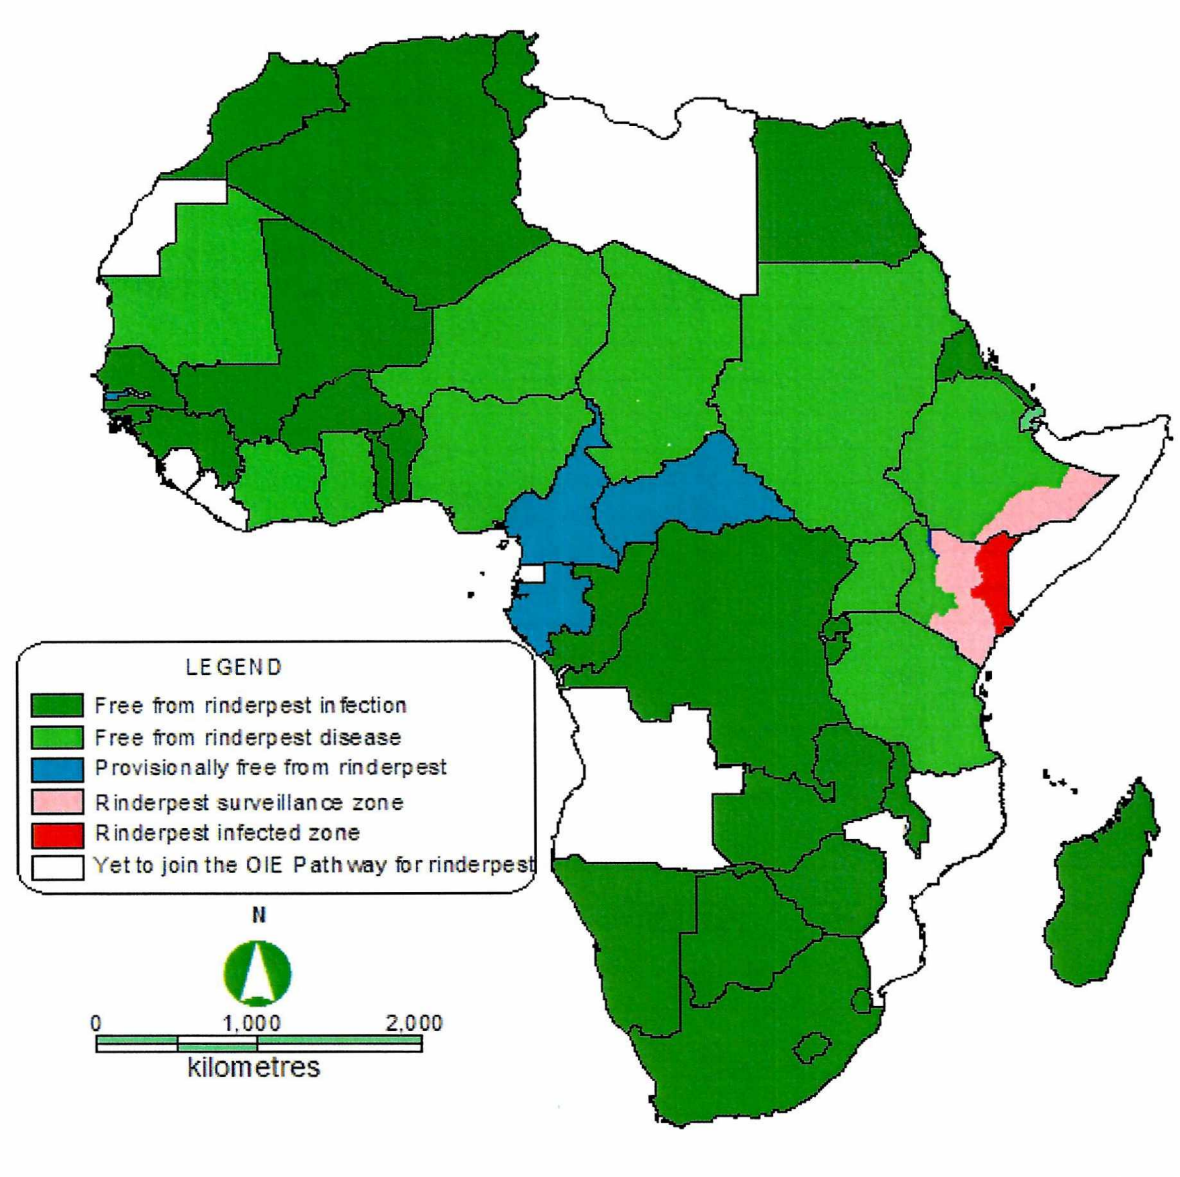 LEGEND
Free from rinderpest infection
Free from rinderpest disease
Provisionally free from rinderpest
Rinderpest surveillance zone
Rinderpest infected zone
Yet to join the OIE Pathway for rinderpest
N
0 1,000 2,000
kilometres